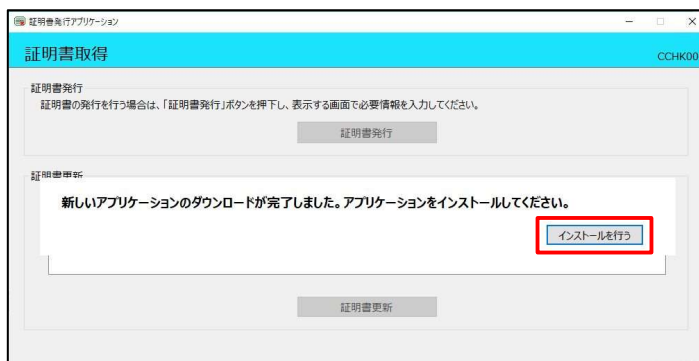 証明書発行アプリケーション
証明書取得
CCHK00
証明書発行
証明書の発行を行う場合は、「証明書発行」ボタンを押下し、表示する画面で必要情報を入力してください。
証明書発行
証明書更新
新しいアプリケーションのダウンロードが完了しました。アプリケーションをインストールしてください。
インストールを行う
証明書更新